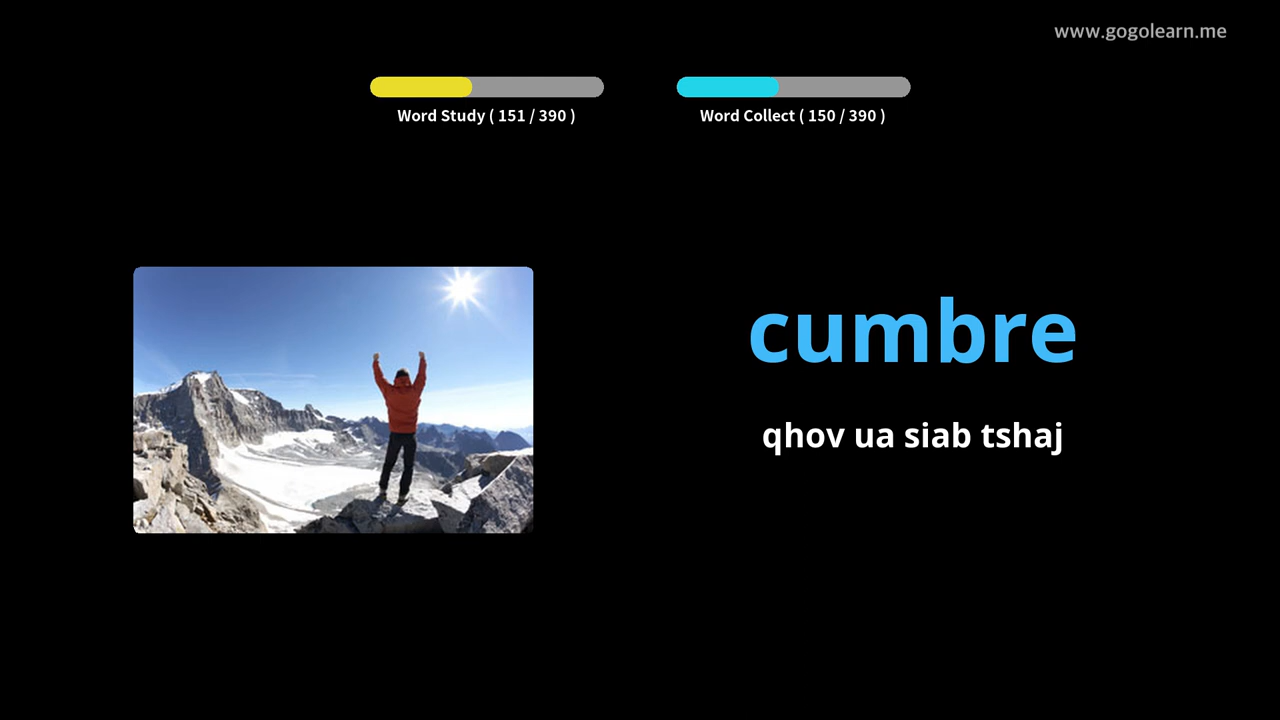 www.gogolearn.me
Word Study ( 151 / 390 )
Word Collect ( 150 / 390 )
cumbre
qhov ua siab tshaj